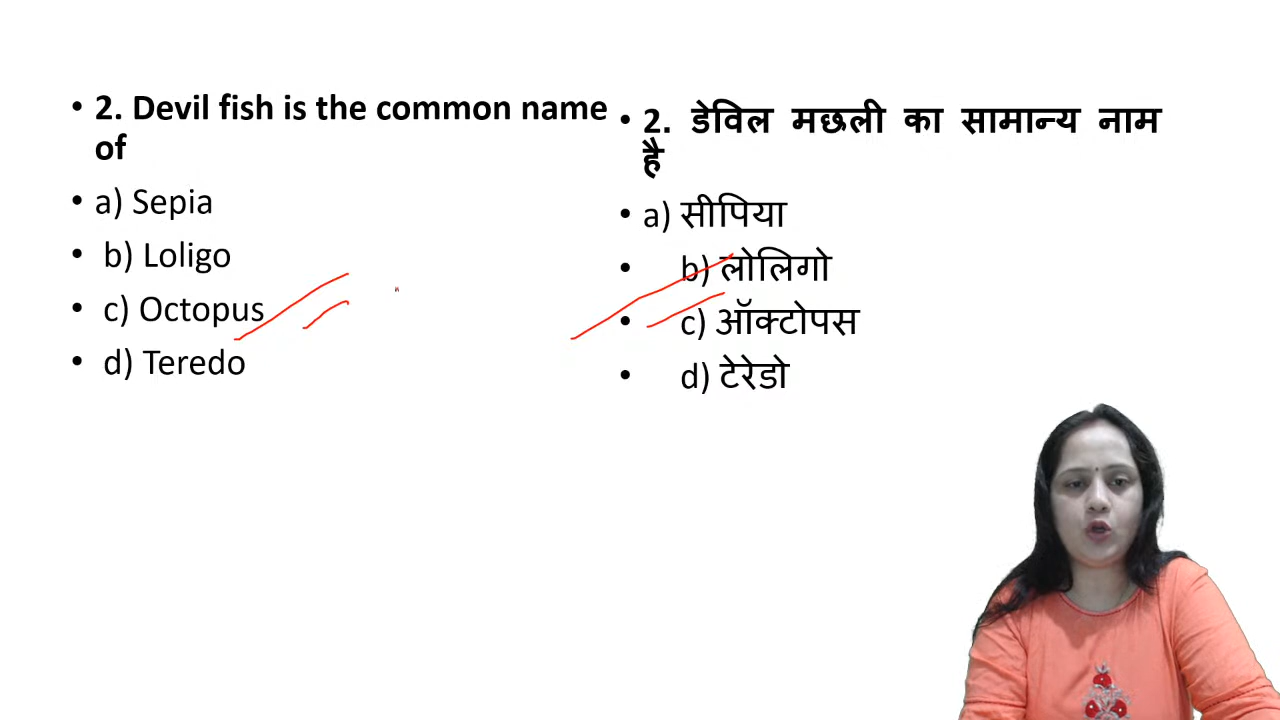 • 2. Devil fish is the common name
of
• a) Sepia
• b) Loligo
• c) Octopus
• d) Teredo
• 2. डेविल मछली का सामान्य नाम
है
• a) सीपिया
• b) लोलिगो
• c) ऑक्टोपस
• d) टेरेडो